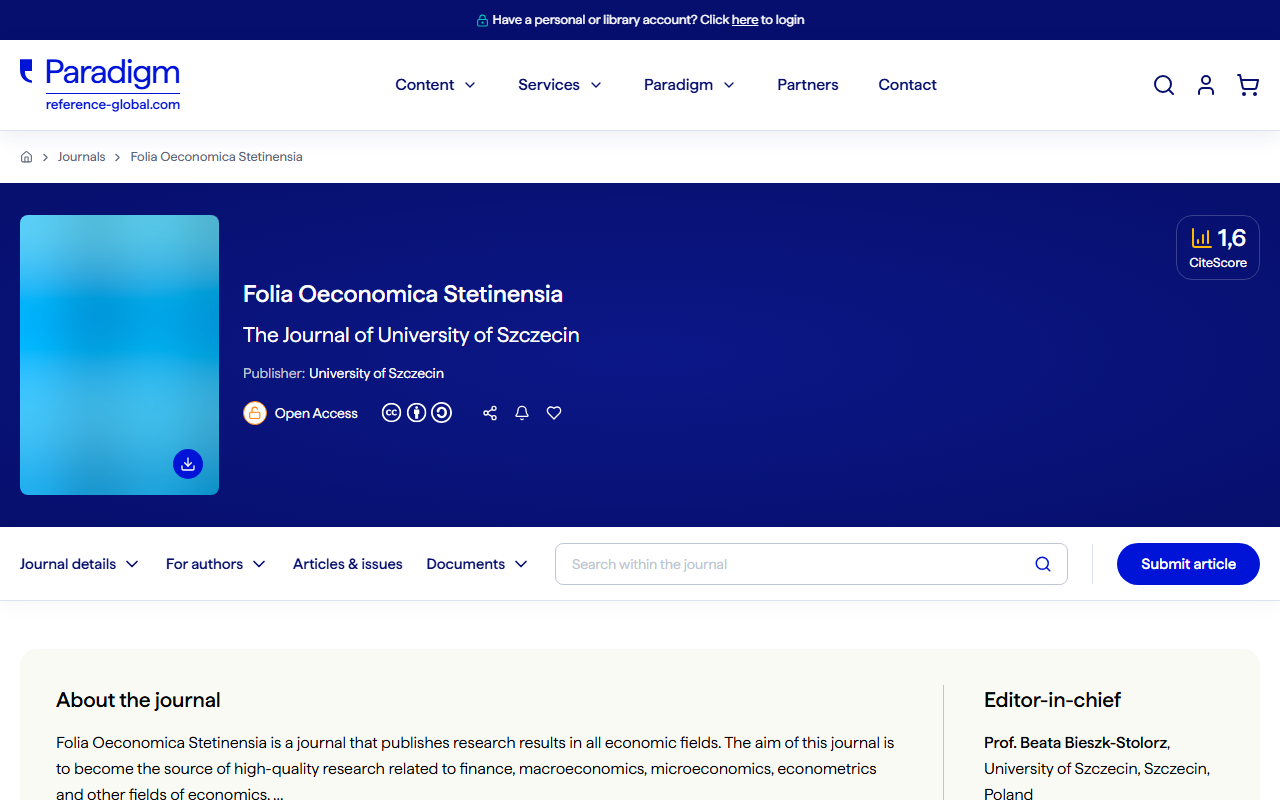 Have a personal or library account? Click here to login
Paradigm
reference-global.com
Content
Services
Paradigm
Partners
Contact
Journals
Folia Oeconomica Stetinensia
1,6
CiteScore
Folia Oeconomica Stetinensia
The Journal of University of Szczecin
Publisher: University of Szczecin
Open Access
cc
Journal details
For authors
Articles & issues
Documents
Search within the journal
Submit article
About the journal
Folia Oeconomica Stetinensia is a journal that publishes research results in all economic fields. The aim of this journal is
to become the source of high-quality research related to finance, macroeconomics, microeconomics, econometrics
and other fields of economics. ...
Editor-in-chief
Prof. Beata Bieszk-Stolorz,
University of Szczecin, Szczecin,
Poland